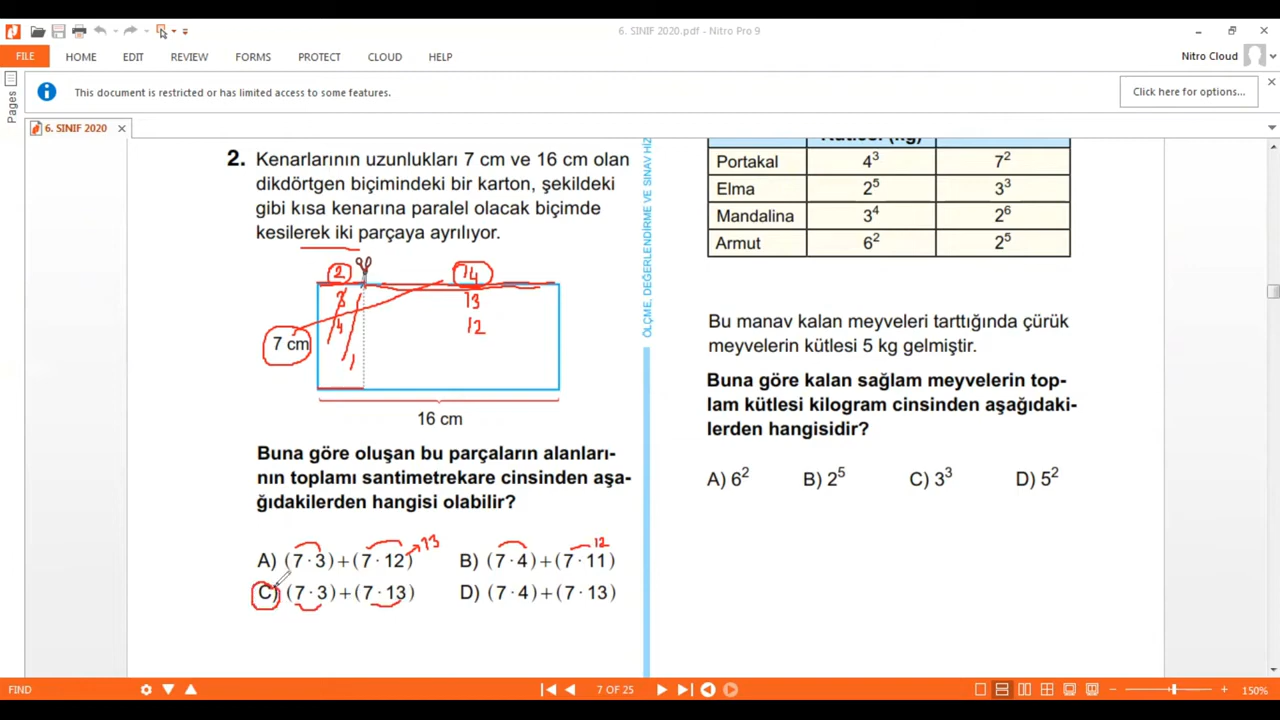 6. SINIF 2020.pdf - Nitro Pro 9
FILE HOME EDIT REVIEW FORMS PROTECT CLOUD HELP
Nitro Cloud
This document is restricted or has limited access to some features.
Click here for options...
Pages
6. SINIF 2020
2. Kenarlarının uzunlukları 7 cm ve 16 cm olan
dikdörtgen biçimindeki bir karton, şekildeki
gibi kısa kenarına paralel olacak biçimde
kesilerek iki parçaya ayrılıyor.
2 14
3 13
4 12
7 cm
1
16 cm
Buna göre oluşan bu parçaların alanları-
nın toplamı santimetrekare cinsinden aşa-
ğıdakilerden hangisi olabilir?
13
12
A) (7 · 3) + (7 · 12) B) (7 · 4) + (7 · 11)
C) (7 · 3) + (7 · 13) D) (7 · 4) + (7 · 13)
ÖLÇME, DEĞERLENDİRME VE SINAV HİZ
Kütlesi (kg)
Portakal 4³ 7²
Elma 2⁵ 3³
Mandalina 3⁴ 2⁶
Armut 6² 2⁵
Bu manav kalan meyveleri tarttığında çürük
meyvelerin kütlesi 5 kg gelmiştir.
Buna göre kalan sağlam meyvelerin top-
lam kütlesi kilogram cinsinden aşağıdaki-
lerden hangisidir?
A) 6² B) 2⁵ C) 3³ D) 5²
FIND
7 OF 25
150%